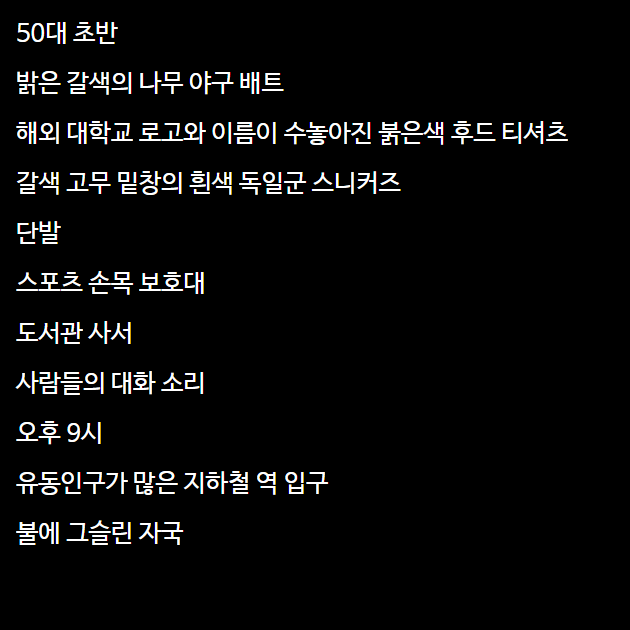 50대 초반
밝은 갈색의 나무 야구 배트
해외 대학교 로고와 이름이 수놓아진 붉은색 후드 티셔츠
갈색 고무 밑창의 흰색 독일군 스니커즈
단발
스포츠 손목 보호대
도서관 사서
사람들의 대화 소리
오후 9시
유동인구가 많은 지하철 역 입구
불에 그슬린 자국